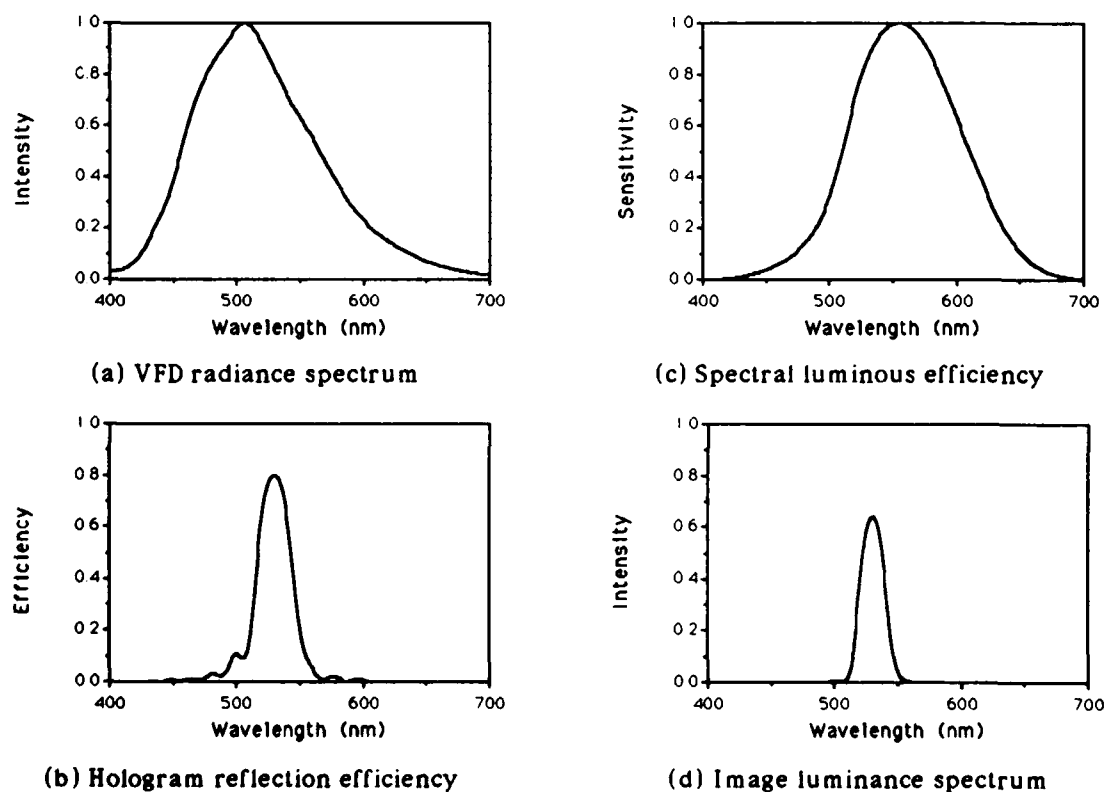 1 0
0 8
0 6
0 4
0 2
0 0
Intensity
400 500 600 700
Wavelength (nm)
(a) VFD radiance spectrum
1 0
0 8
0 6
0 4
0 2
0 0
Sensitivity
400 500 600 700
Wavelength (nm)
(c) Spectral luminous efficiency
1 0
0 8
0 6
0 4
0 2
0 0
Efficiency
400 500 600 700
Wavelength (nm)
(b) Hologram reflection efficiency
1 0
0 8
0 6
0 4
0 2
0 0
Intensity
400 500 600 700
Wavelength (nm)
(d) Image luminance spectrum